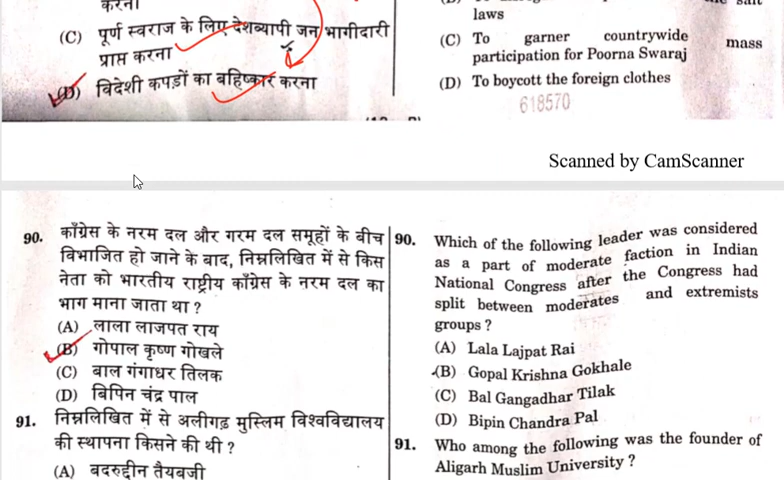 करना
(C) पूर्ण स्वराज के लिए देशव्यापी जन भागीदारी
प्राप्त करना
(D) विदेशी कपड़ों का बहिष्कार करना
laws
(C) To garner countrywide mass
participation for Poorna Swaraj
(D) To boycott the foreign clothes
618570
Scanned by CamScanner
90. काँग्रेस के नरम दल और गरम दल समूहों के बीच
विभाजित हो जाने के बाद, निम्नलिखित में से किस
नेता को भारतीय राष्ट्रीय काँग्रेस के नरम दल का
भाग माना जाता था ?
(A) लाला लाजपत राय
(B) गोपाल कृष्ण गोखले
(C) बाल गंगाधर तिलक
(D) बिपिन चंद्र पाल
91. निम्नलिखित में से अलीगढ़ मुस्लिम विश्वविद्यालय
की स्थापना किसने की थी ?
(A) बदरुद्दीन तैयबजी
90. Which of the following leader was considered
as a part of moderate faction in Indian
National Congress after the Congress had
split between moderates and extremists
groups ?
(A) Lala Lajpat Rai
(B) Gopal Krishna Gokhale
(C) Bal Gangadhar Tilak
(D) Bipin Chandra Pal
91. Who among the following was the founder of
Aligarh Muslim University ?